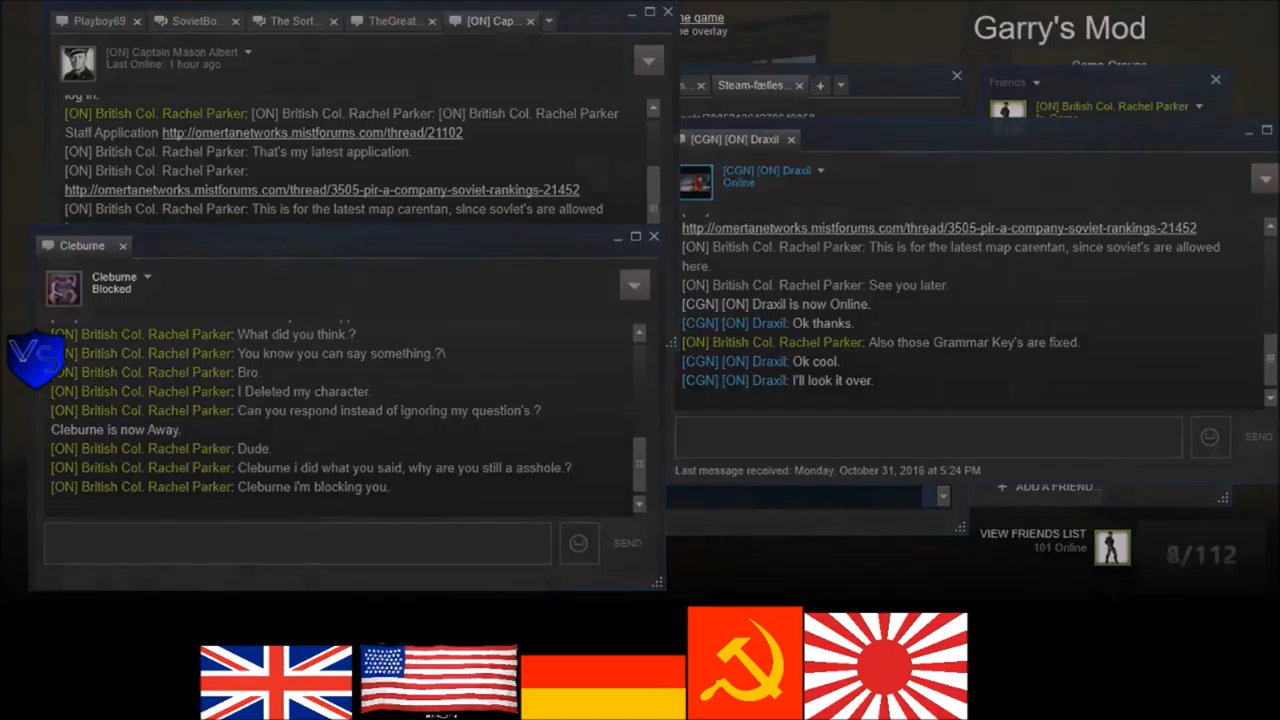 Playboy69
SovietBo...
The Sort...
TheGreat...
[ON] Cap...
[ON] Captain Mason Albert
Last Online: 1 hour ago
log in.
[ON] British Col. Rachel Parker: [ON] British Col. Rachel Parker: [ON] British Col. Rachel Parker
Staff Application http://omertanetworks.mistforums.com/thread/21102
[ON] British Col. Rachel Parker: That's my latest application.
[ON] British Col. Rachel Parker:
http://omertanetworks.mistforums.com/thread/3505-pir-a-company-soviet-rankings-21452
[ON] British Col. Rachel Parker: This is for the latest map carentan, since soviet's are allowed
Cleburne
Cleburne
Blocked
[ON] British Col. Rachel Parker: What did you think.?
[ON] British Col. Rachel Parker: You know you can say something.?\
[ON] British Col. Rachel Parker: Bro.
[ON] British Col. Rachel Parker: I Deleted my character.
[ON] British Col. Rachel Parker: Can you respond instead of ignoring my question's.?
Cleburne is now Away.
[ON] British Col. Rachel Parker: Dude.
[ON] British Col. Rachel Parker: Cleburne i did what you said, why are you still a asshole.?
[ON] British Col. Rachel Parker: Cleburne i'm blocking you.
SEND
VS
ne game
ne overlay
Garry's Mod
Game Groups
s...
Steam-fælles...
Friends
[ON] British Col. Rachel Parker
In-Game
[CGN] [ON] Draxil
[CGN] [ON] Draxil
Online
http://omertanetworks.mistforums.com/thread/3505-pir-a-company-soviet-rankings-21452
[ON] British Col. Rachel Parker: This is for the latest map carentan, since soviet's are allowed
here.
[ON] British Col. Rachel Parker: See you later.
[CGN] [ON] Draxil is now Online.
[CGN] [ON] Draxil: Ok thanks.
[ON] British Col. Rachel Parker: Also those Grammar Key's are fixed.
[CGN] [ON] Draxil: Ok cool.
[CGN] [ON] Draxil: I'll look it over.
SEND
Last message received: Monday, October 31, 2016 at 5:24 PM
+ ADD A FRIEND...
VIEW FRIENDS LIST
101 Online
8/112